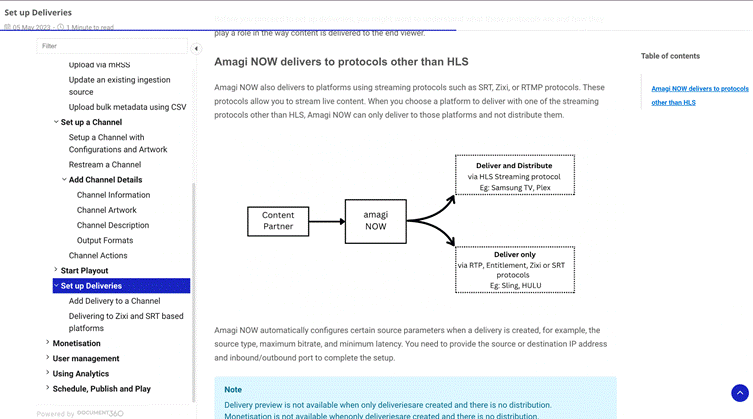 Set up Deliveries
05 May 2023 - 1 Minute to read
Filter
Upload via mRSS
Update an existing ingestion
source
Upload bulk metadata using CSV
Set up a Channel
Setup a Channel with
Configurations and Artwork
Restream a Channel
Add Channel Details
Channel Information
Channel Artwork
Channel Description
Output Formats
Channel Actions
Start Playout
Set up Deliveries
Add Delivery to a Channel
Delivering to Zixi and SRT based
platforms
Monetisation
User management
Using Analytics
Schedule, Publish and Play
Powered by DOCUMENT360
play a role in the way content is delivered to the end viewer.
Amagi NOW delivers to protocols other than HLS
Amagi NOW also delivers to platforms using streaming protocols such as SRT, Zixi, or RTMP protocols. These
protocols allow you to stream live content. When you choose a platform to deliver with one of the streaming
protocols other than HLS, Amagi NOW can only deliver to those platforms and not distribute them.
Content
Partner
amagi
NOW
Deliver and Distribute
via HLS Streaming protocol
Eg: Samsung TV, Plex
Deliver only
via RTP, Entitlement, Zixi or SRT
protocols
Eg: Sling, HULU
Amagi NOW automatically configures certain source parameters when a delivery is created, for example, the
source type, maximum bitrate, and minimum latency. You need to provide the source or destination IP address
and inbound/outbound port to complete the setup.
Note
Delivery preview is not available when only deliveriesare created and there is no distribution.
Monetisation is not available whenonly deliveriesare created and there is no distribution.
Table of contents
Amagi NOW delivers to protocols
other than HLS